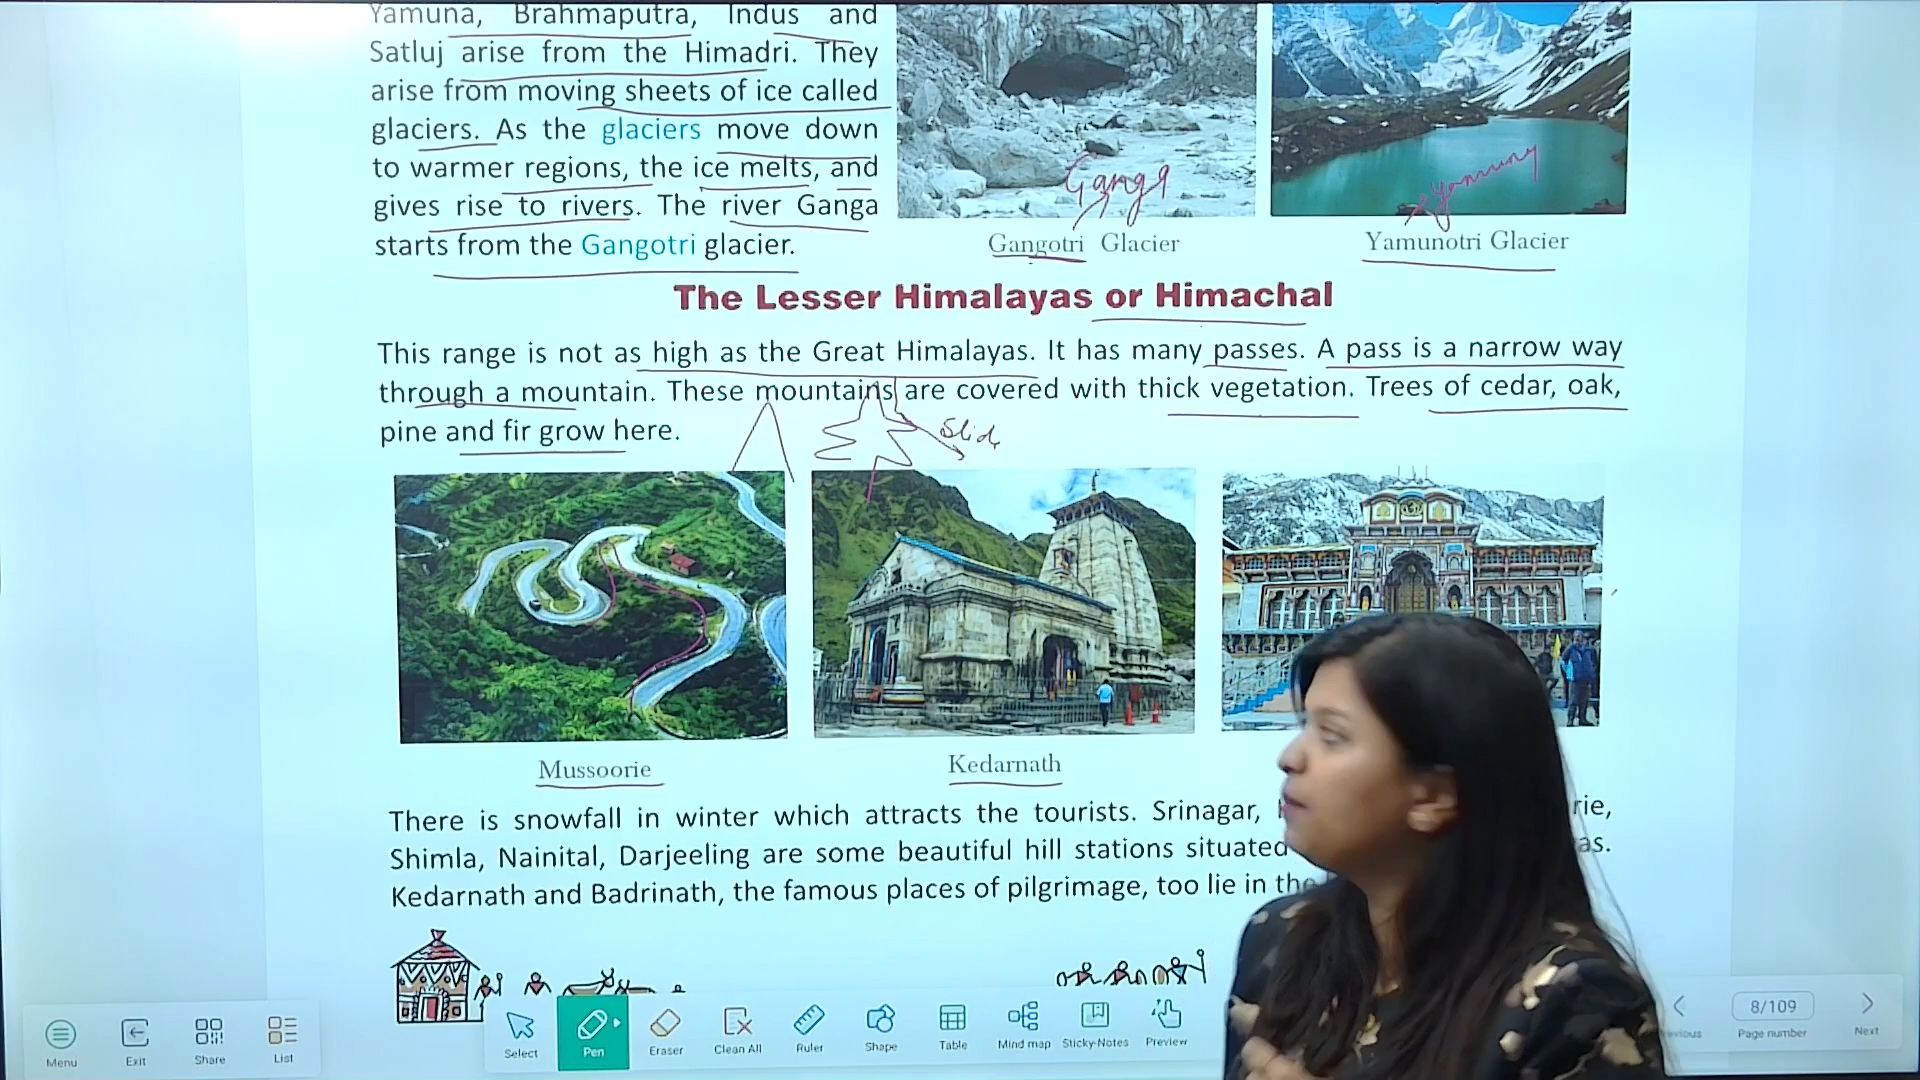 Yamuna, Brahmaputra, Indus and
Satluj arise from the Himadri. They
arise from moving sheets of ice called
glaciers. As the glaciers move down
to warmer regions, the ice melts, and
gives rise to rivers. The river Ganga
starts from the Gangotri glacier.
Ganga
Yamuna
Gangotri Glacier
Yamunotri Glacier
The Lesser Himalayas or Himachal
This range is not as high as the Great Himalayas. It has many passes. A pass is a narrow way
through a mountain. These mountains are covered with thick vegetation. Trees of cedar, oak,
pine and fir grow here.
Slide
Mussoorie
Kedarnath
There is snowfall in winter which attracts the tourists. Srinagar, rie,
Shimla, Nainital, Darjeeling are some beautiful hill stations situated as.
Kedarnath and Badrinath, the famous places of pilgrimage, too lie in the
Menu
Exit
Share
List
Select
Pen
Eraser
Clean All
Ruler
Shape
Table
Mind map
Sticky-Notes
Preview
8/109
Page number
Next